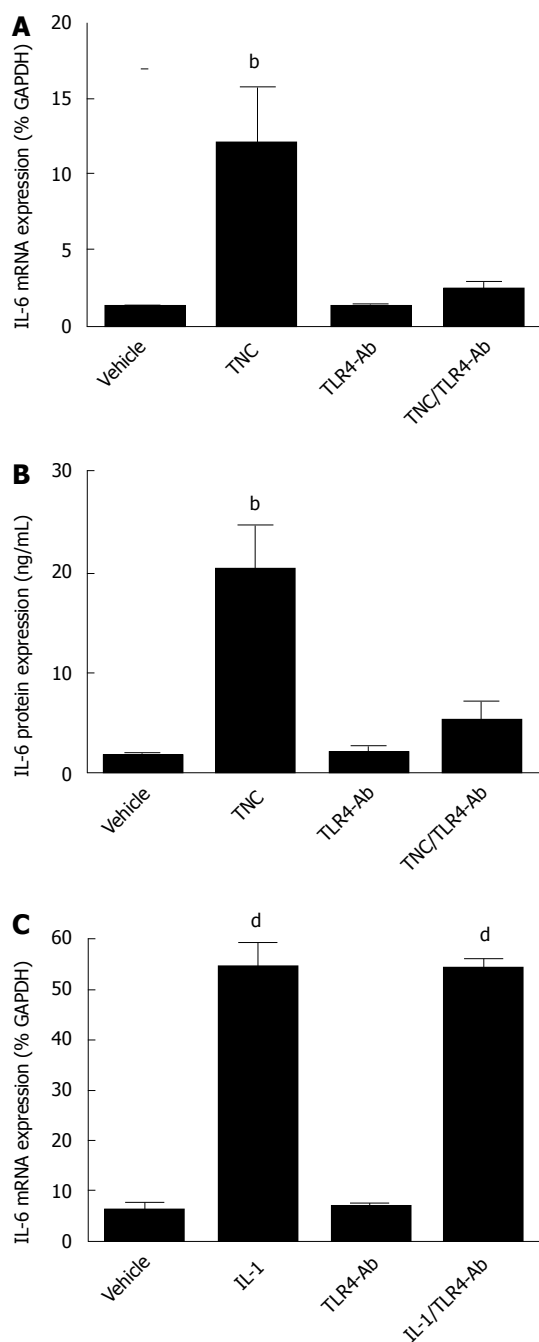 A
IL-6 mRNA expression (% GAPDH)
20
15
10
5
0
b
Vehicle
TNC
TLR4-Ab
TNC/TLR4-Ab
B
IL-6 protein expression (ng/mL)
30
20
10
0
b
Vehicle
TNC
TLR4-Ab
TNC/TLR4-Ab
C
IL-6 mRNA expression (% GAPDH)
60
50
40
30
20
10
0
d
d
Vehicle
IL-1
TLR4-Ab
IL-1/TLR4-Ab